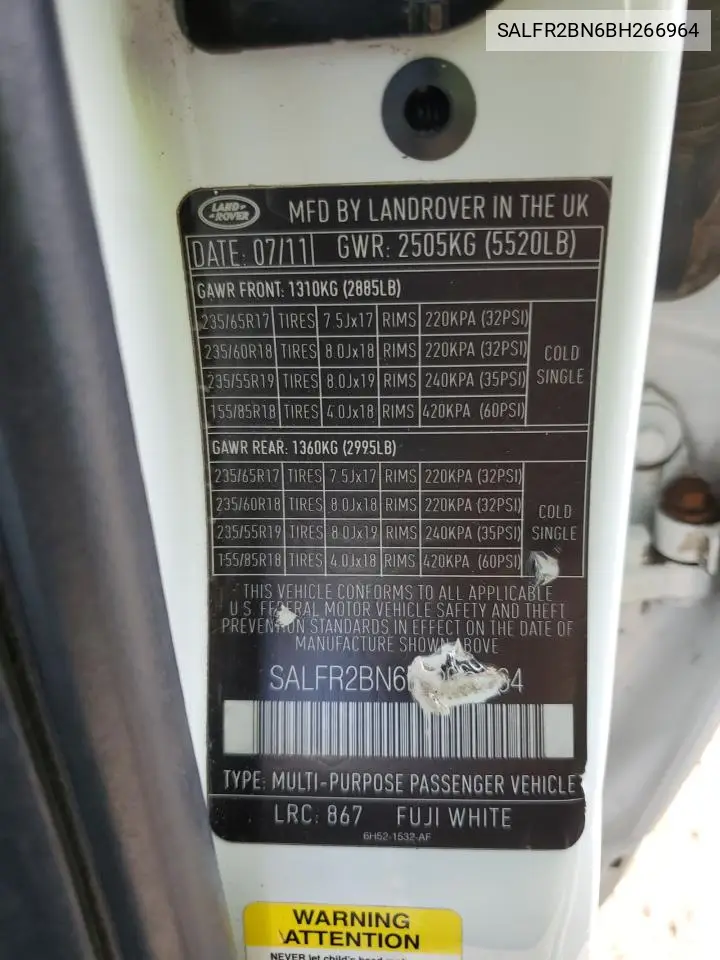 SALFR2BN6BH266964
LAND ROVER
MFD BY LANDROVER IN THE UK
DATE: 07/11 GWR: 2505KG (5520LB)
GAWR FRONT: 1310KG (2885LB)
235/65R17 TIRES 7.5Jx17 RIMS 220KPA (32PSI)
235/60R18 TIRES 8.0Jx18 RIMS 220KPA (32PSI)
235/55R19 TIRES 8.0Jx19 RIMS 240KPA (35PSI)
T55/85R18 TIRES 4.0Jx18 RIMS 420KPA (60PSI)
COLD
SINGLE
GAWR REAR: 1360KG (2995LB)
235/65R17 TIRES 7.5Jx17 RIMS 220KPA (32PSI)
235/60R18 TIRES 8.0Jx18 RIMS 220KPA (32PSI)
235/55R19 TIRES 8.0Jx19 RIMS 240KPA (35PSI)
T55/85R18 TIRES 4.0Jx18 RIMS 420KPA (60PSI)
COLD
SINGLE
THIS VEHICLE CONFORMS TO ALL APPLICABLE
U.S. FEDERAL MOTOR VEHICLE SAFETY AND THEFT
PREVENTION STANDARDS IN EFFECT ON THE DATE OF
MANUFACTURE SHOWN ABOVE
TYPE: MULTI-PURPOSE PASSENGER VEHICLE
LRC: 867 FUJI WHITE
6H52-1532-AF
WARNING
ATTENTION
NEVER let child's head